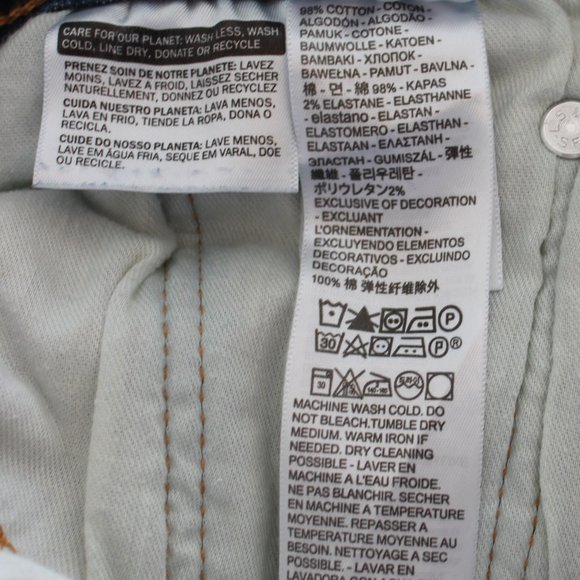 CARE FOR OUR PLANET: WASH LESS, WASH
COLD, LINE DRY, DONATE OR RECYCLE
PRENEZ SOIN DE NOTRE PLANETE: LAVEZ
MOINS, LAVEZ A FROID, LAISSEZ SECHER
NATURELLEMENT, DONNEZ OU RECYCLEZ
CUIDA NUESTRO PLANETA: LAVA MENOS,
LAVA EN FRIO, TIENDE LA ROPA, DONA O
RECICLA.
CUIDE DO NOSSO PLANETA: LAVE MENOS,
LAVE EM ÁGUA FRIA, SEQUE EM VARAL, DOE
OU RECICLE.
98% COTTON - COTON -
ALGODÓN - ALGODÃO -
PAMUK - COTONE -
BAUMWOLLE - KATOEN -
BAMBAKI - ХЛОПОК -
BAWEŁNA - PAMUT - BAVLNA -
棉 - 면 - 綿 98% - KAPAS
2% ELASTANE - ELASTHANNE
- elastano - ELASTAN -
ELASTOMERO - ELASTHAN -
ELASTAAN - ΕΛΑΣΤΑΝΗ -
ЭЛАСТАН - GUMISZÁL - 弹性
纖維 - 폴리우레탄 -
ポリウレタン2%
EXCLUSIVE OF DECORATION
- EXCLUANT
L'ORNEMENTATION -
EXCLUYENDO ELEMENTOS
DECORATIVOS - EXCLUINDO
DECORAÇÃO
100% 棉 弹性纤维除外
P
30 P
30
MACHINE WASH COLD. DO
NOT BLEACH.TUMBLE DRY
MEDIUM. WARM IRON IF
NEEDED. DRY CLEANING
POSSIBLE - LAVER EN
MACHINE A L'EAU FROIDE.
NE PAS BLANCHIR. SECHER
EN MACHINE A TEMPERATURE
MOYENNE. REPASSER A
TEMPERATURE MOYENNE AU
BESOIN. NETTOYAGE A SEC
POSSIBLE - LAVAR EN